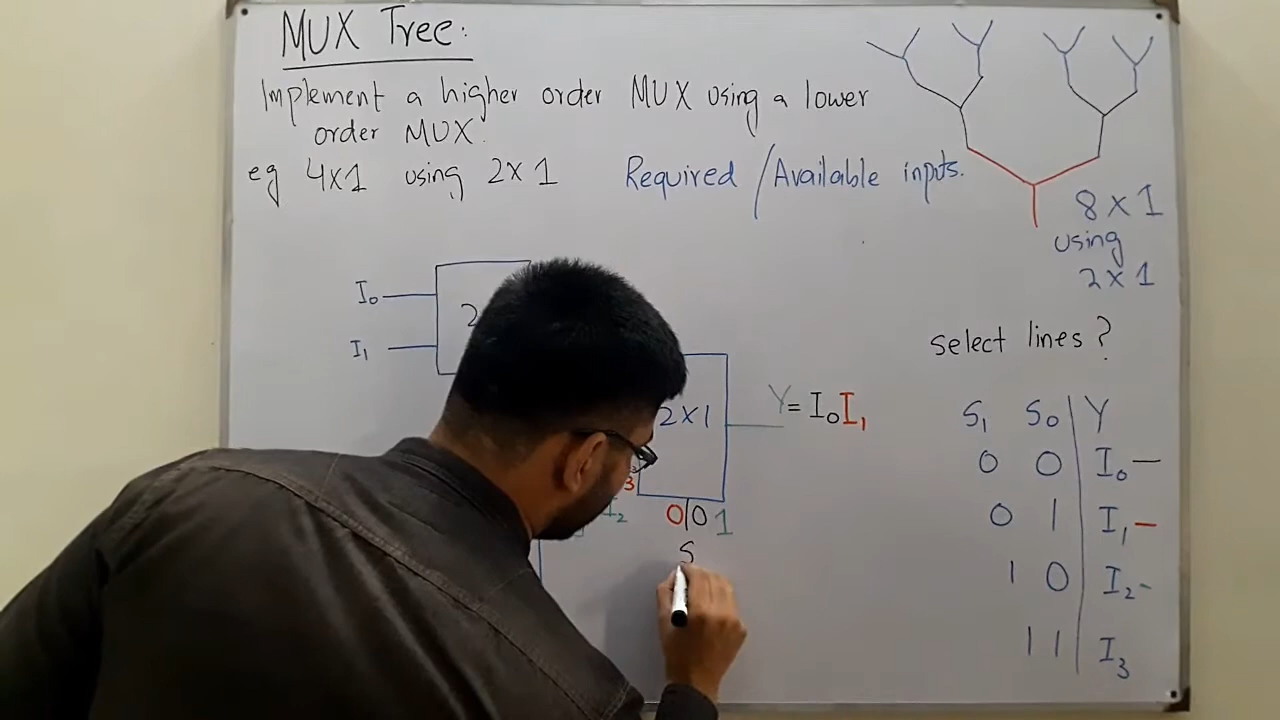 MUX Tree:
Implement a higher order MUX using a lower
order MUX.
eg 4x1 using 2x1 Required / Available inputs.
8x1
using
2x1
I₀
I₁
2
2x1
Y = I₀I₁
3
I₂
0 0 1
S
select lines?
S₁ S₀ Y
0 0 I₀
0 1 I₁
1 0 I₂
1 1 I₃